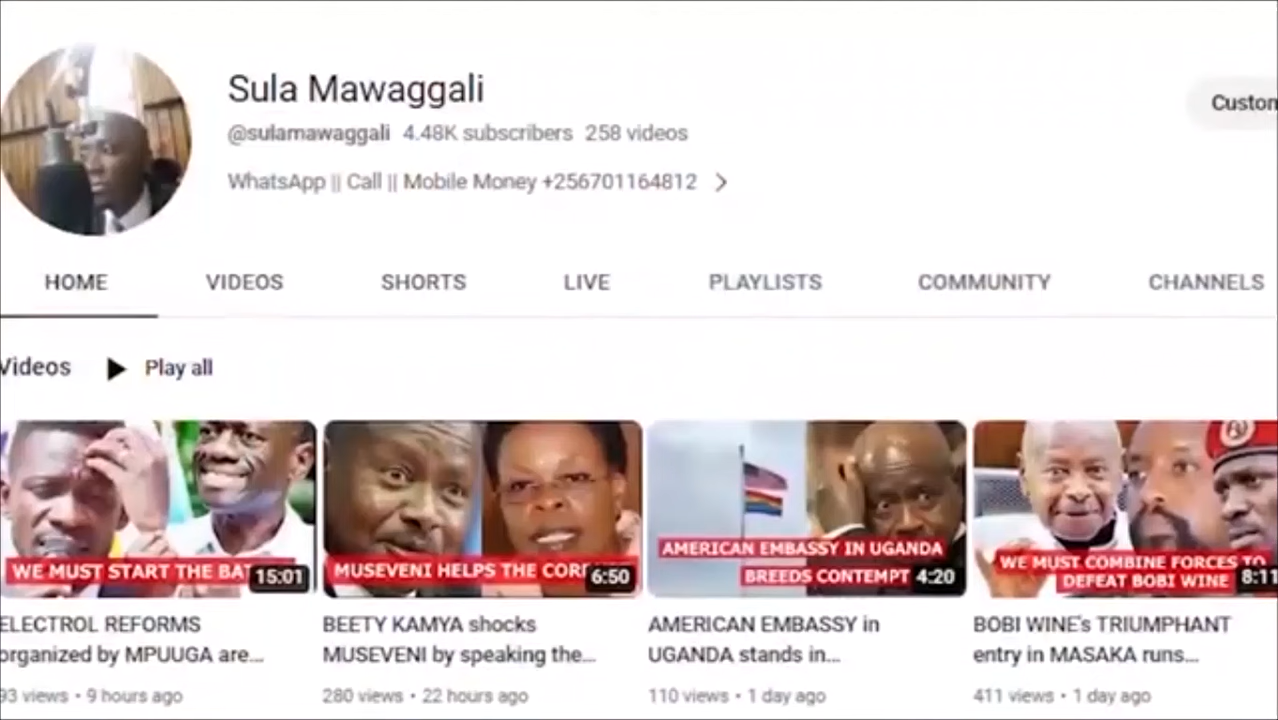 Sula Mawaggali
@sulamawaggali 4.48K subscribers 258 videos
WhatsApp || Call || Mobile Money +256701164812
Custom
HOME VIDEOS SHORTS LIVE PLAYLISTS COMMUNITY CHANNELS
Videos Play all
WE MUST START THE BAT
15:01
ELECTROL REFORMS
organized by MPUUGA are...
93 views • 9 hours ago
MUSEVENI HELPS THE CORR
6:50
BEETY KAMYA shocks
MUSEVENI by speaking the...
280 views • 22 hours ago
AMERICAN EMBASSY IN UGANDA
BREEDS CONTEMPT
4:20
AMERICAN EMBASSY in
UGANDA stands in...
110 views • 1 day ago
WE MUST COMBINE FORCES TO
DEFEAT BOBI WINE
8:11
BOBI WINE's TRIUMPHANT
entry in MASAKA runs...
411 views • 1 day ago